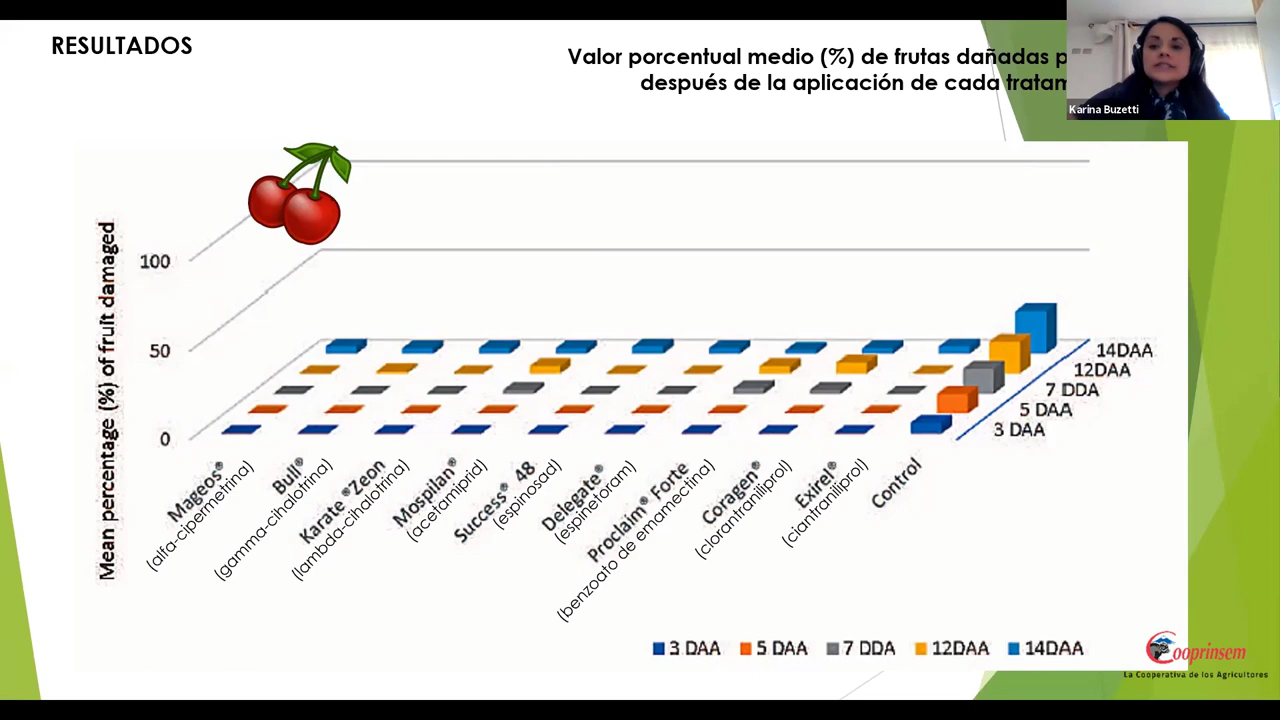 RESULTADOS
Valor porcentual medio (%) de frutas dañadas
después de la aplicación de cada
Karina Buzetti
Mean percentage (%) of fruit damaged
100
50
0
14DAA
12DAA
7 DDA
5 DAA
3 DAA
Mageos®
(alfa-cipermetrina)
Bull®
(gamma-cihalotrina)
Karate ®Zeon
(lambda-cihalotrina)
Mospilan®
(acetamiprid)
Success® 48
(espinosad)
Delegate®
(espinetoram)
Proclaim® Forte
(benzoato de emamectina)
Coragen®
(clorantraniliprol)
Exirel®
(ciantraniliprol)
Control
3 DAA 5 DAA 7 DDA 12DAA 14DAA
Cooprinsem
La Cooperativa de los Agricultores